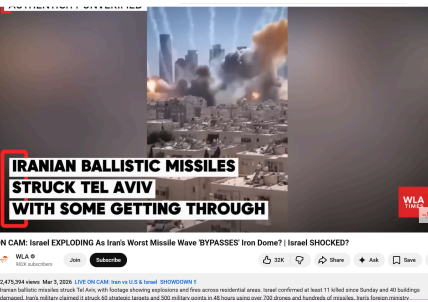 AUTHENTICITY UNVERIFIED
IRANIAN BALLISTIC MISSILES
STRUCK TEL AVIV
WITH SOME GETTING THROUGH
WLA
TIMES
N CAM: Israel EXPLODING As Iran's Worst Missile Wave 'BYPASSES' Iron Dome? | Israel SHOCKED?
WLA
902K subscribers
Join
Subscribe
32K
Share
Ask
Save
2,475,394 views Mar 3, 2026 LIVE ON CAM: Iran vs U.S & Israel SHOWDOWN !!
Iranian ballistic missiles struck Tel Aviv, with footage showing explosions and fires across residential areas. Israel confirmed at least 11 killed since Sunday and 40 buildings
damaged. Iran's military claimed it struck 60 strategic targets and 500 military points in 48 hours using over 700 drones and hundreds of missiles. Iran's foreign ministry